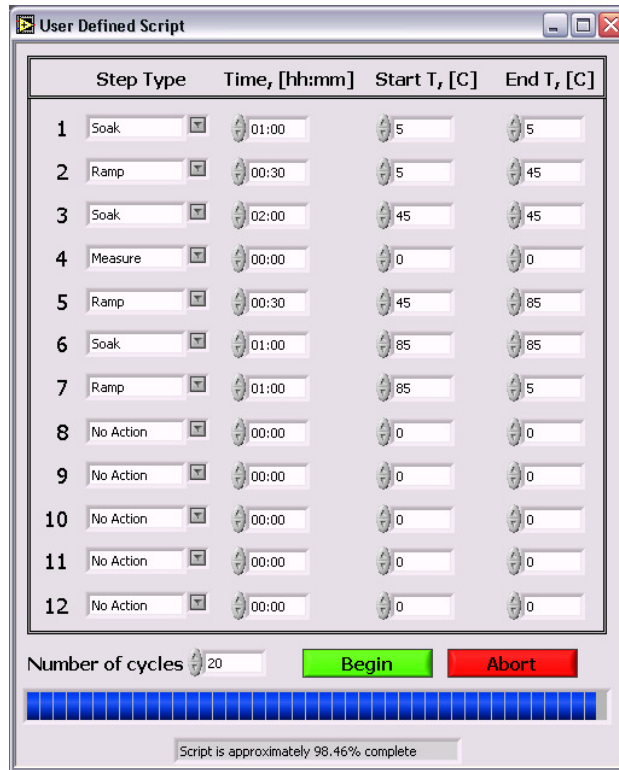 User Defined Script
Step Type Time, [hh:mm] Start T, [C] End T, [C]
1 Soak 01:00 5 5
2 Ramp 00:30 5 45
3 Soak 02:00 45 45
4 Measure 00:00 0 0
5 Ramp 00:30 45 85
6 Soak 01:00 85 85
7 Ramp 01:00 85 5
8 No Action 00:00 0 0
9 No Action 00:00 0 0
10 No Action 00:00 0 0
11 No Action 00:00 0 0
12 No Action 00:00 0 0
Number of cycles 20 Begin Abort
Script is approximately 98.46% complete